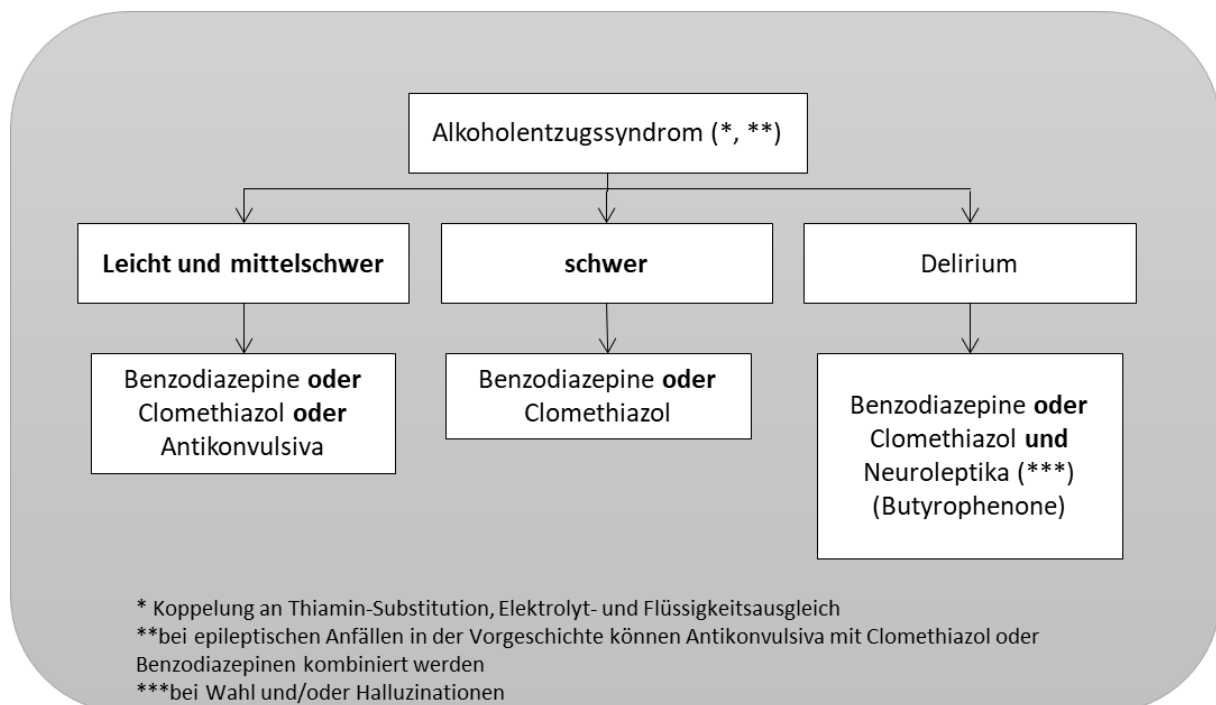 Alkoholentzugssyndrom (*, **)
Leicht und mittelschwer
schwer
Delirium
Benzodiazepine oder
Clomethiazol oder
Antikonvulsiva
Benzodiazepine oder
Clomethiazol
Benzodiazepine oder
Clomethiazol und
Neuroleptika (***)
(Butyrophenone)
* Koppelung an Thiamin-Substitution, Elektrolyt- und Flüssigkeitsausgleich
**bei epileptischen Anfällen in der Vorgeschichte können Antikonvulsiva mit Clomethiazol oder
Benzodiazepinen kombiniert werden
***bei Wahl und/oder Halluzinationen